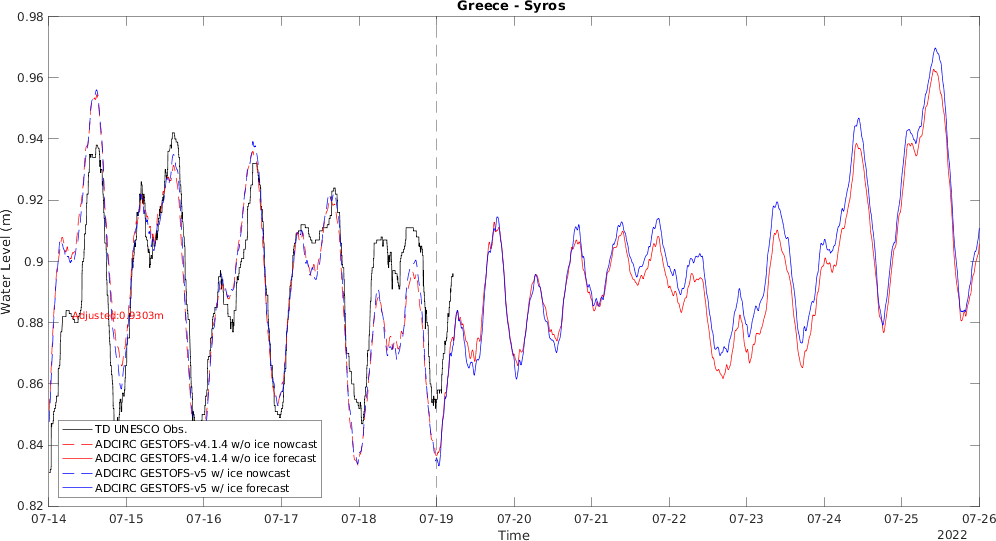 Greece - Syros
0.98
0.96
0.94
0.92
0.9
0.88
0.86
0.84
0.82
Water Level (m)
Adjusted:0.9303m
TD UNESCO Obs.
ADCIRC GESTOFS-v4.1.4 w/o ice nowcast
ADCIRC GESTOFS-v4.1.4 w/o ice forecast
ADCIRC GESTOFS-v5 w/ ice nowcast
ADCIRC GESTOFS-v5 w/ ice forecast
07-14 07-15 07-16 07-17 07-18 07-19 07-20 07-21 07-22 07-23 07-24 07-25 07-26
Time
2022